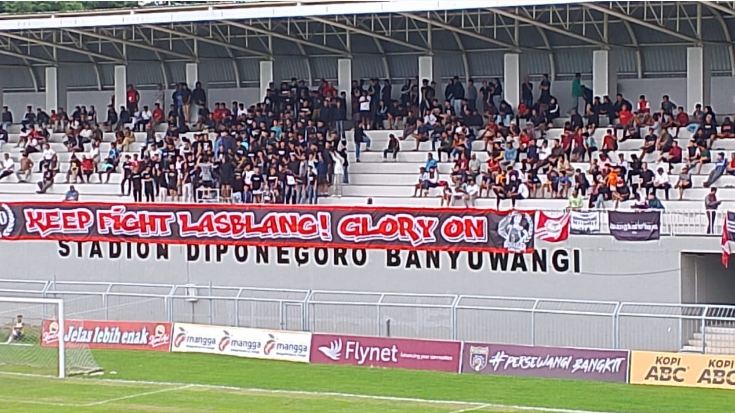 KEEP FIGHT LASBLANG! GLORY ON
STADION DIPONEGORO BANYUWANGI
Jelas lebih enak
mangga
mangga
mangga
Flynet
#PERSEWANGI BANGKIT
KOPI ABC
KOPI ABC